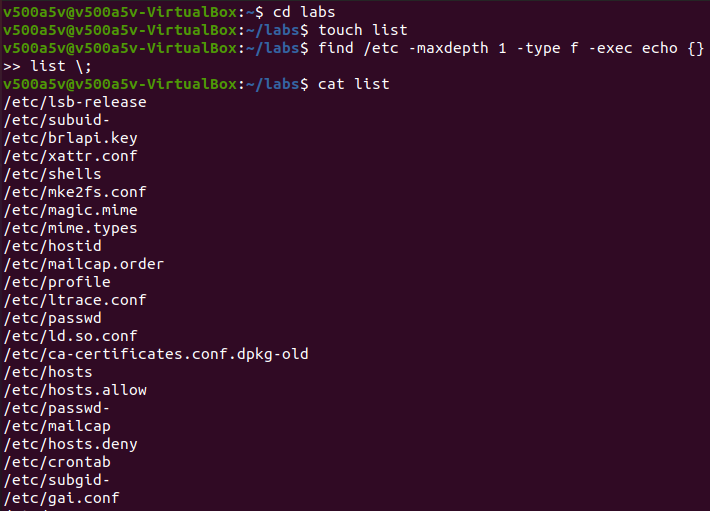 v500a5v@v500a5v-VirtualBox:~$ cd labs
v500a5v@v500a5v-VirtualBox:~/labs$ touch list
v500a5v@v500a5v-VirtualBox:~/labs$ find /etc -maxdepth 1 -type f -exec echo {}
>> list \;
v500a5v@v500a5v-VirtualBox:~/labs$ cat list
/etc/lsb-release
/etc/subuid-
/etc/brlapi.key
/etc/xattr.conf
/etc/shells
/etc/mke2fs.conf
/etc/magic.mime
/etc/mime.types
/etc/hostid
/etc/mailcap.order
/etc/profile
/etc/ltrace.conf
/etc/passwd
/etc/ld.so.conf
/etc/ca-certificates.conf.dpkg-old
/etc/hosts
/etc/hosts.allow
/etc/passwd-
/etc/mailcap
/etc/hosts.deny
/etc/crontab
/etc/subgid-
/etc/gai.conf